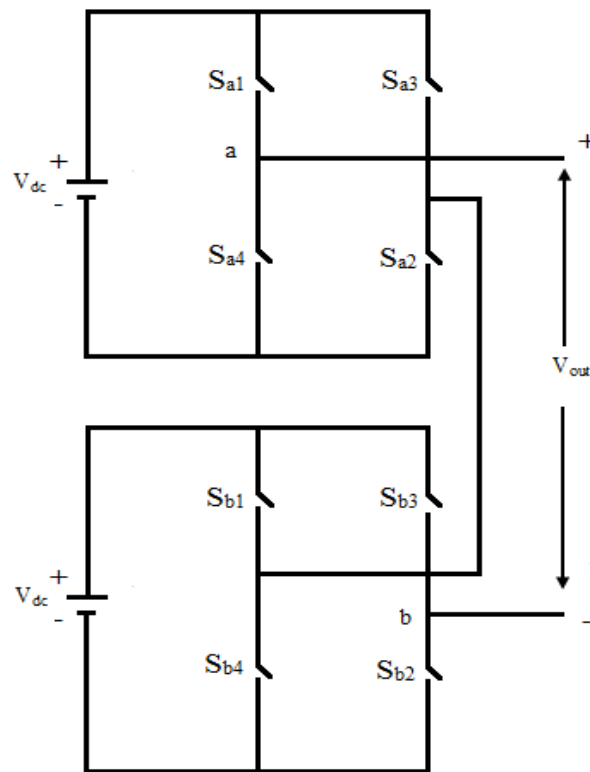 Sa1
Sa3
a
+
+
Vdc
-
Sa4
Sa2
Vout
Sb1
Sb3
+
Vdc
-
b
-
Sb4
Sb2